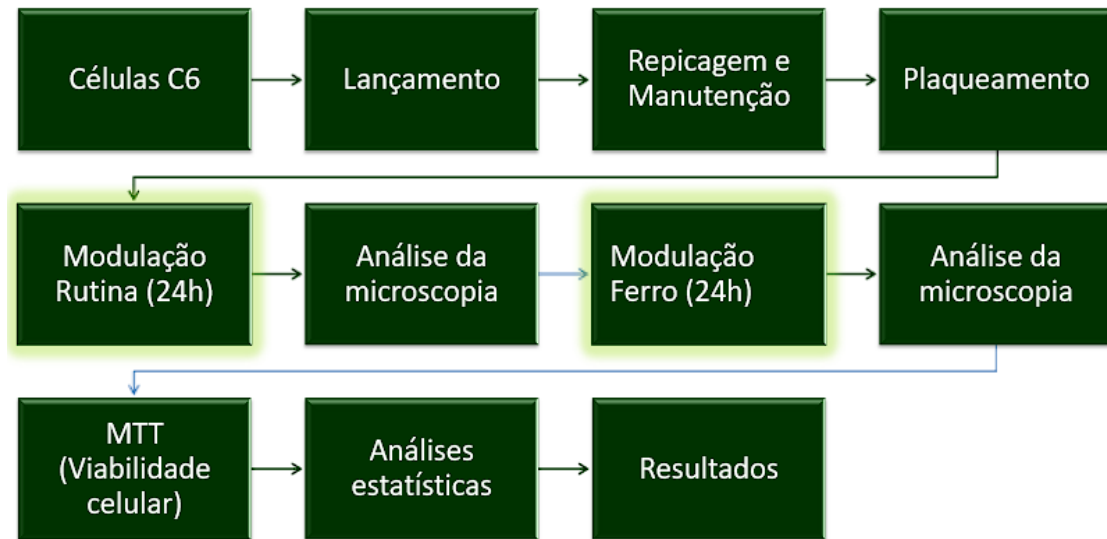 Células C6
Lançamento
Repicagem e
Manutenção
Plaqueamento
Modulação
Rutina (24h)
Análise da
microscopia
Modulação
Ferro (24h)
Análise da
microscopia
MTT
(Viabilidade
celular)
Análises
estatísticas
Resultados